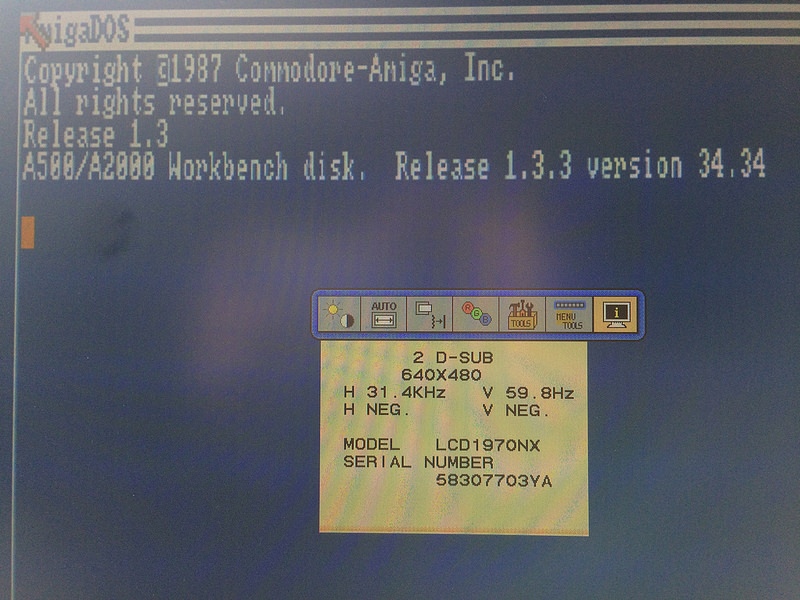 AmigaDOS
Copyright ©1987 Commodore-Amiga, Inc.
All rights reserved.
Release 1.3
A500/A2000 Workbench disk.  Release 1.3.3 version 34.34
AUTO
R G B
TOOLS
MENU
TOOLS
i
2 D-SUB
640X480
H 31.4KHz V 59.8Hz
H NEG. V NEG.
MODEL LCD1970NX
SERIAL NUMBER
58307703YA